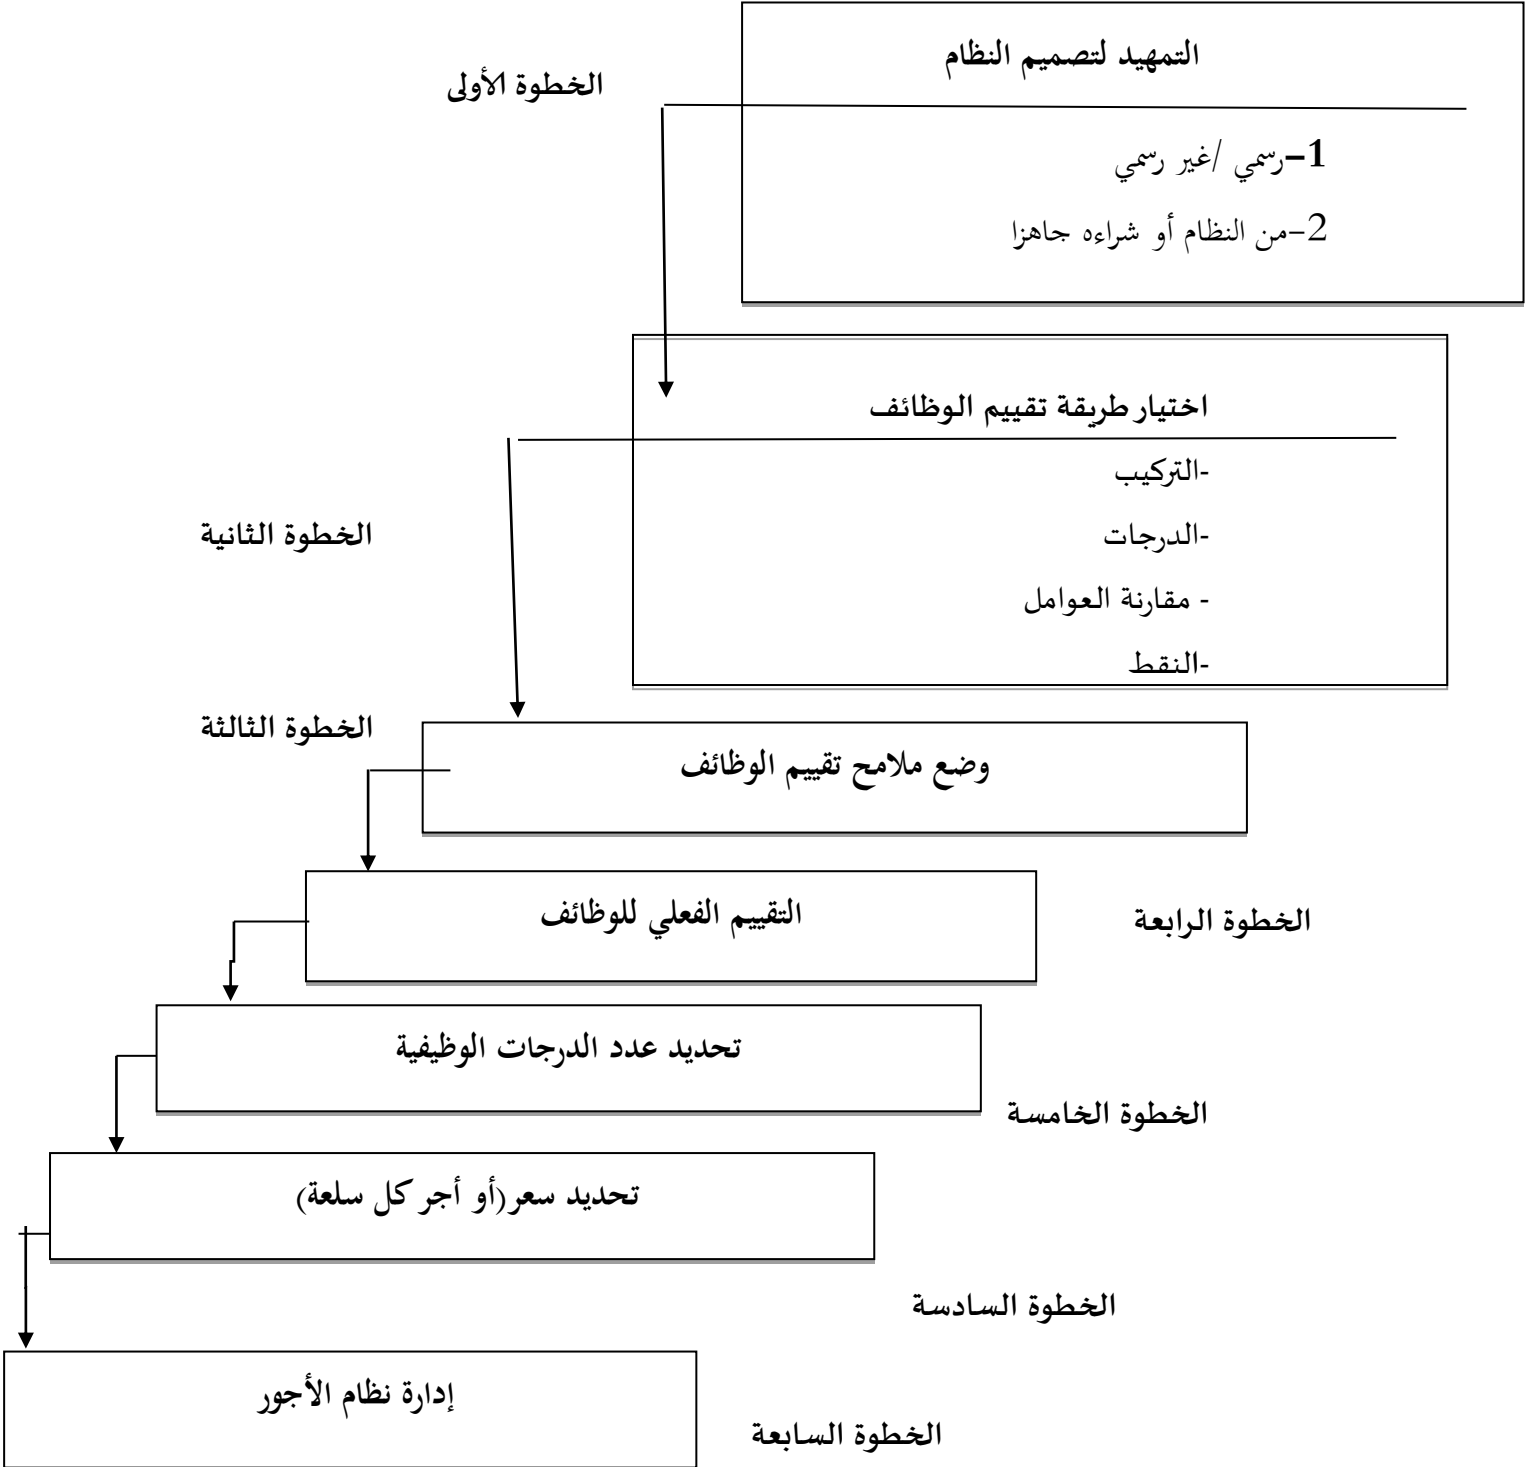 التمهيد لتصميم النظام
الخطوة الأولى
1-رسمي /غير رسمي
2-من النظام أو شراءه جاهزا
اختيار طريقة تقييم الوظائف
-التركيب
-الدرجات
الخطوة الثانية
- مقارنة العوامل
-النقط
الخطوة الثالثة
وضع ملامح تقييم الوظائف
التقييم الفعلي للوظائف
الخطوة الرابعة
تحديد عدد الدرجات الوظيفية
الخطوة الخامسة
تحديد سعر(أو أجر كل سلعة)
الخطوة السادسة
إدارة نظام الأجور
الخطوة السابعة